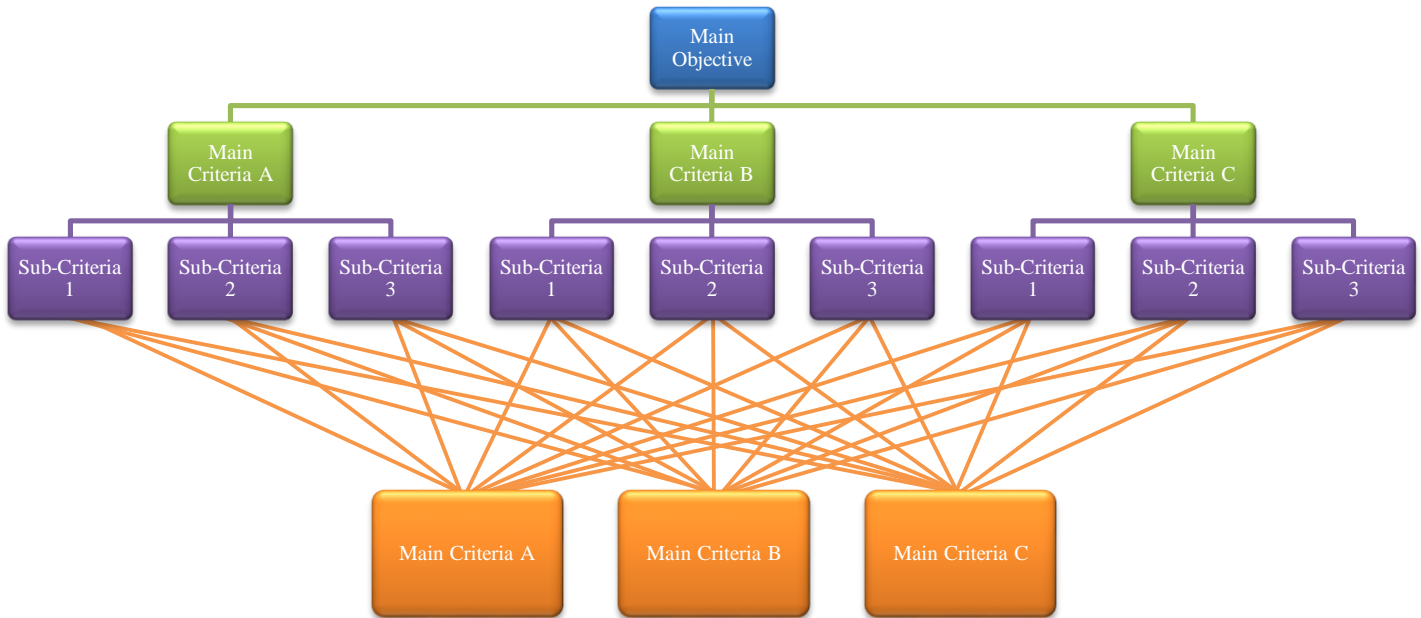 Main
Objective
Main
Criteria A
Main
Criteria B
Main
Criteria C
Sub-Criteria
1
Sub-Criteria
2
Sub-Criteria
3
Sub-Criteria
1
Sub-Criteria
2
Sub-Criteria
3
Sub-Criteria
1
Sub-Criteria
2
Sub-Criteria
3
Main Criteria A
Main Criteria B
Main Criteria C